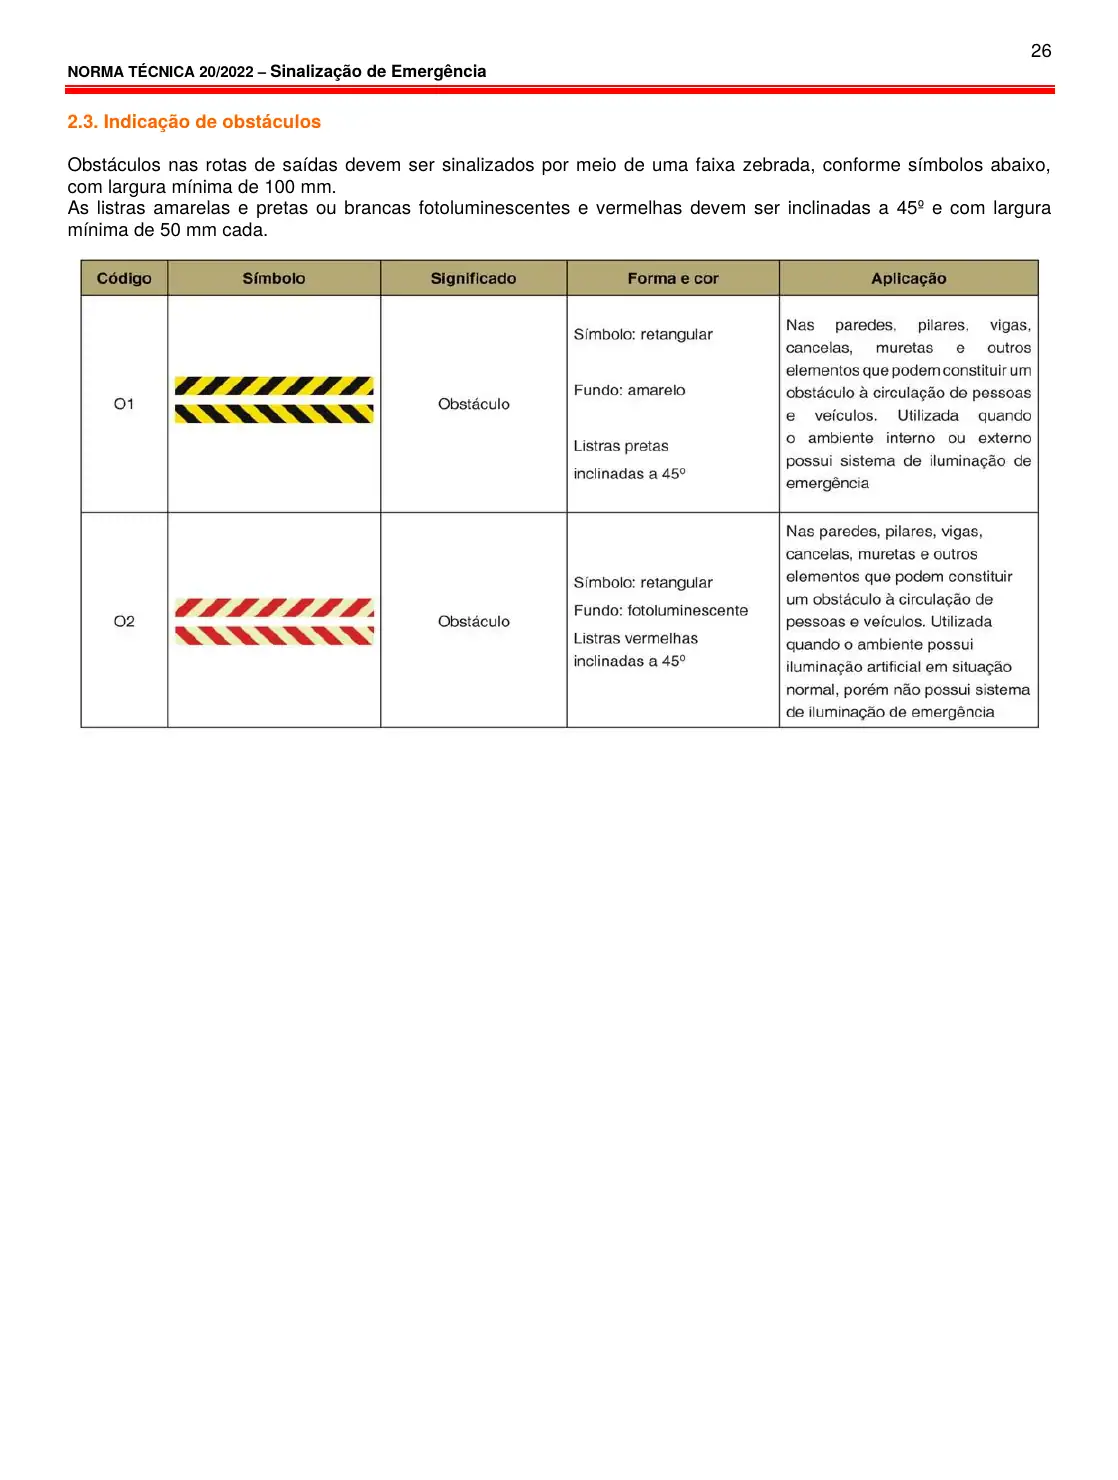 26
NORMA TÉCNICA 20/2022 – Sinalização de Emergência
2.3. Indicação de obstáculos
Obstáculos nas rotas de saídas devem ser sinalizados por meio de uma faixa zebrada, conforme símbolos abaixo,
com largura mínima de 100 mm.
As listras amarelas e pretas ou brancas fotoluminescentes e vermelhas devem ser inclinadas a 45º e com largura
mínima de 50 mm cada.
Código Símbolo Significado Forma e cor Aplicação
O1
Obstáculo
Símbolo: retangular
Fundo: amarelo
Listras pretas
inclinadas a 45º
Nas paredes, pilares, vigas,
cancelas, muretas e outros
elementos que podem constituir um
obstáculo à circulação de pessoas
e veículos. Utilizada quando
o ambiente interno ou externo
possui sistema de iluminação de
emergência
O2
Obstáculo
Símbolo: retangular
Fundo: fotoluminescente
Listras vermelhas
inclinadas a 45º
Nas paredes, pilares, vigas,
cancelas, muretas e outros
elementos que podem constituir
um obstáculo à circulação de
pessoas e veículos. Utilizada
quando o ambiente possui
iluminação artificial em situação
normal, porém não possui sistema
de iluminação de emergência